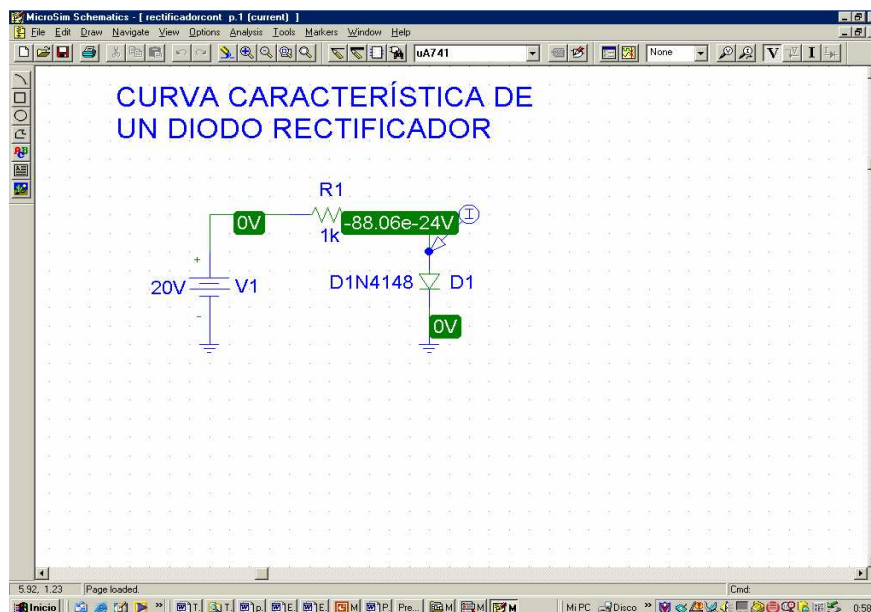 MicroSim Schematics - [ rectificadorcont p.1 (current) ]
File Edit Draw Navigate View Options Analysis Tools Markers Window Help
uA741 None V I
CURVA CARACTERÍSTICA DE
UN DIODO RECTIFICADOR
R1
0V -88.06e-24V I
1k
+
20V V1 D1N4148 D1
-
0V
5.92, 1.23 Page loaded. Cmd:
Inicio » T. T. p. E. E. M P. Pre... M M M Mi PC Disco » 0:58